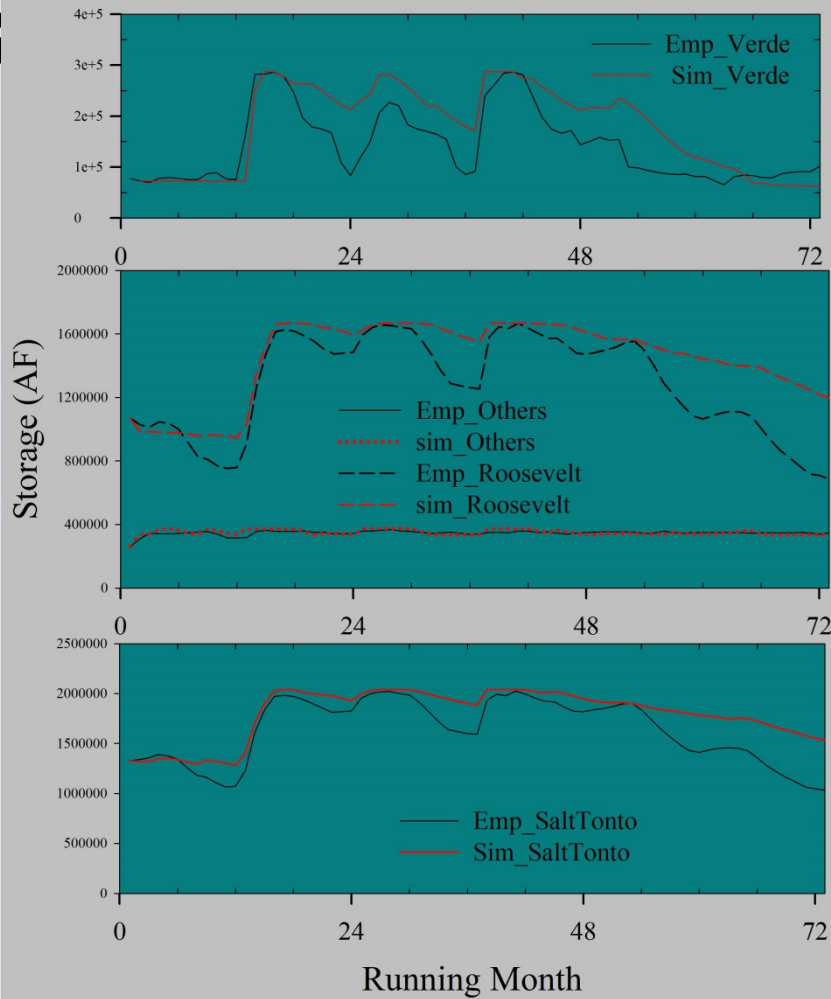 4e+5
3e+5
2e+5
1e+5
0
Emp_Verde
Sim_Verde
0 24 48 72
Storage (AF)
2000000
1600000
1200000
800000
400000
0
Emp_Others
sim_Others
Emp_Roosevelt
sim_Roosevelt
0 24 48 72
2500000
2000000
1500000
1000000
500000
0
Emp_SaltTonto
Sim_SaltTonto
0 24 48 72
Running Month